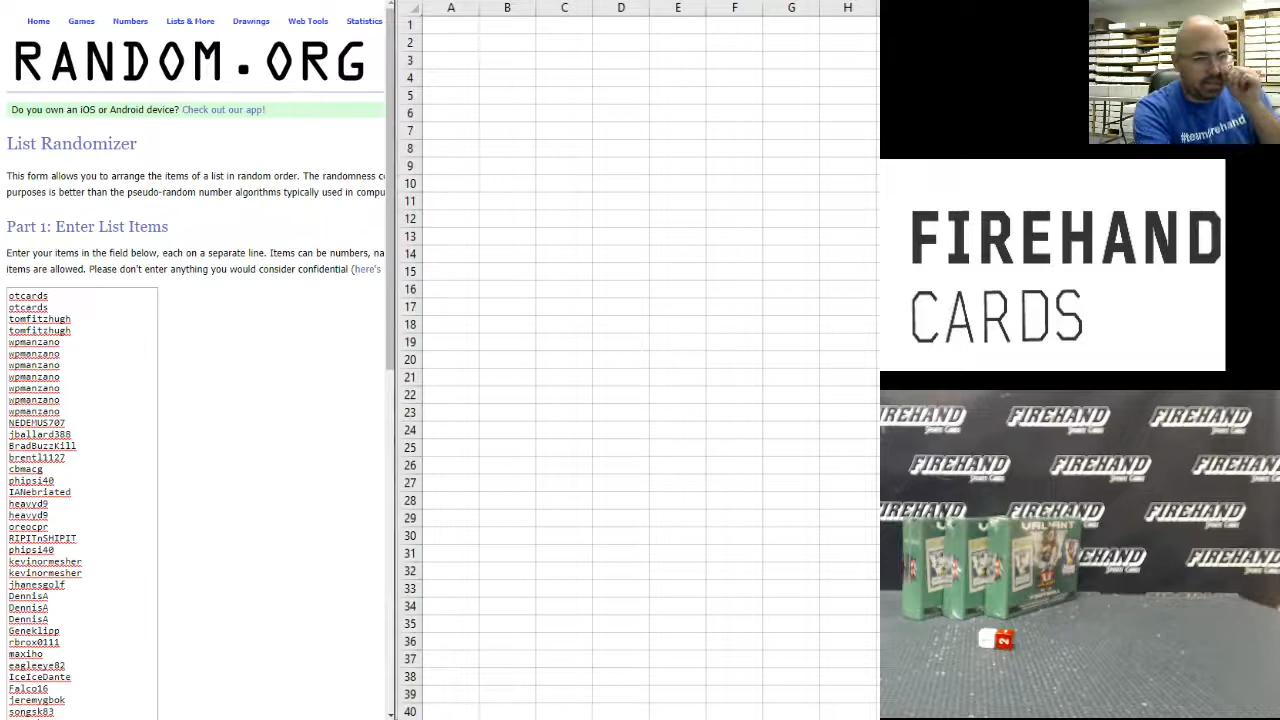 Home Games Numbers Lists & More Drawings Web Tools Statistics
RANDOM.ORG
Do you own an iOS or Android device? Check out our app!
List Randomizer
This form allows you to arrange the items of a list in random order. The randomness c
purposes is better than the pseudo-random number algorithms typically used in compu
Part 1: Enter List Items
Enter your items in the field below, each on a separate line. Items can be numbers, na
items are allowed. Please don't enter anything you would consider confidential (here's
otcards
otcards
tomfitzhugh
tomfitzhugh
wpmanzano
wpmanzano
wpmanzano
wpmanzano
wpmanzano
wpmanzano
wpmanzano
NEDEMUS707
jballard388
BradBuzzKill
brentl1127
cbmacg
phipsi40
IANebriated
heavyd9
heavyd9
oreocpr
RIPITnSHIPIT
phipsi40
kevinormesher
kevinormesher
jhanesgolf
DennisA
DennisA
DennisA
Geneklipp
rbrox0111
maxiho
eagleeye82
IceIceDante
Falco16
jeremygbok
songsk83
A B C D E F G H
1
2
3
4
5
6
7
8
9
10
11
12
13
14
15
16
17
18
19
20
21
22
23
24
25
26
27
28
29
30
31
32
33
34
35
36
37
38
39
40
#teamfirehand
FIREHAND
CARDS
FIREHAND FIREHAND FIREHAND
FIREHAND FIREHAND FIREHAND
FIREHAND FIREHAND
VALIANT
FIREHAND FIREHAND
2